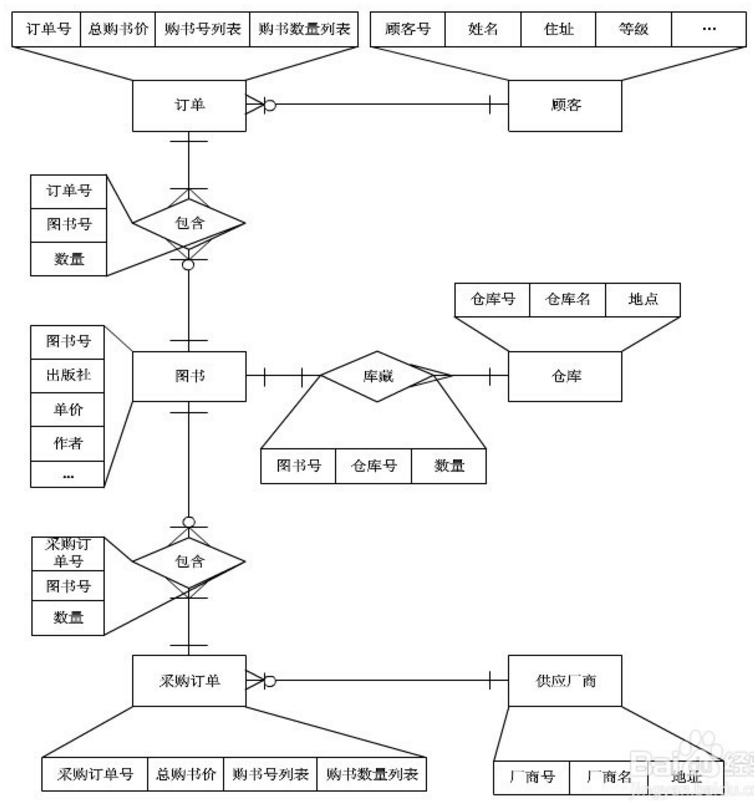 订单号 总购书价 购书号列表 购书数量列表
顾客号 姓名 住址 等级 ...
订单
顾客
订单号
图书号
数量
包含
仓库号 仓库名 地点
图书号
出版社
单价
作者
...
图书
库藏
仓库
图书号 仓库号 数量
采购订
单号
图书号
数量
包含
采购订单
供应厂商
采购订单号 总购书价 购书号列表 购书数量列表
厂商号 厂商名 地址